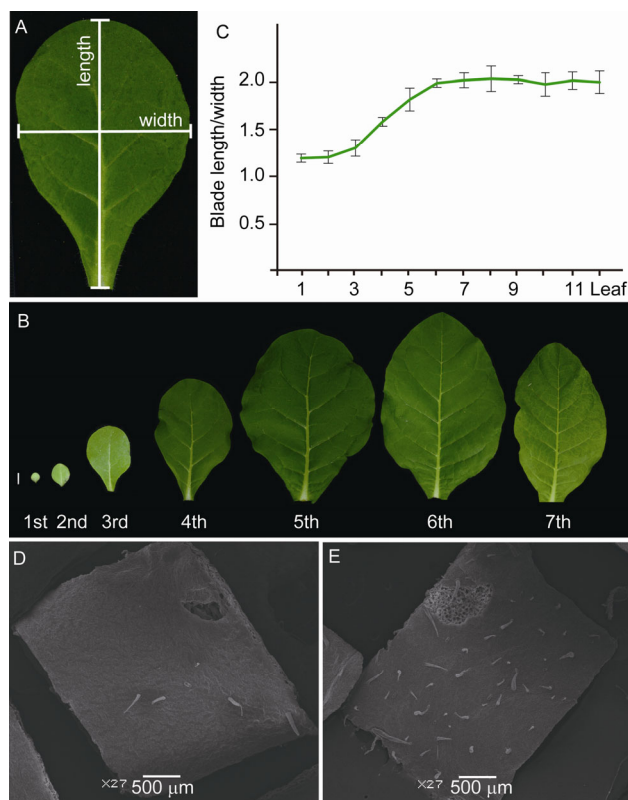 A
length
width
C
Blade length/width
2.0
1.5
1.0
0.5
1 3 5 7 9 11 Leaf
B
1st 2nd 3rd 4th 5th 6th 7th
D
×27 500 μm
E
×27 500 μm